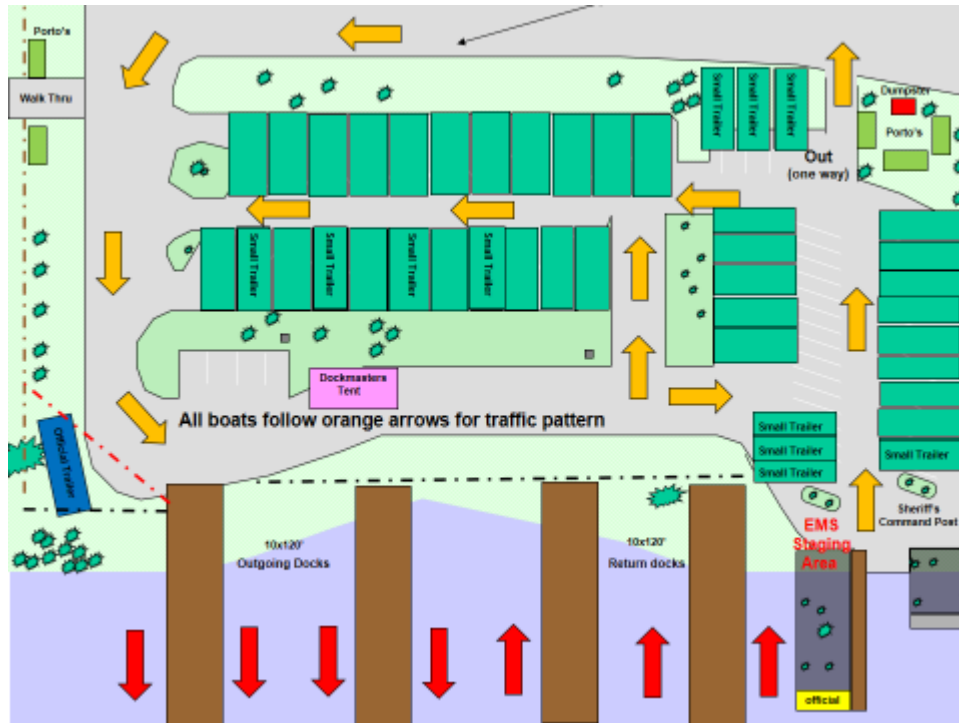 Porto's
Walk Thru
Small Trailer
Small Trailer
Small Trailer
Dumpster
Porto's
Out
(one way)
Small Trailer
Small Trailer
Small Trailer
Small Trailer
Dockmasters
Tent
All boats follow orange arrows for traffic pattern
Official Trailer
Small Trailer
Small Trailer
Small Trailer
Small Trailer
Sheriff's
Command Post
EMS
Staging
Area
10x120'
Outgoing Docks
10x120'
Return docks
official